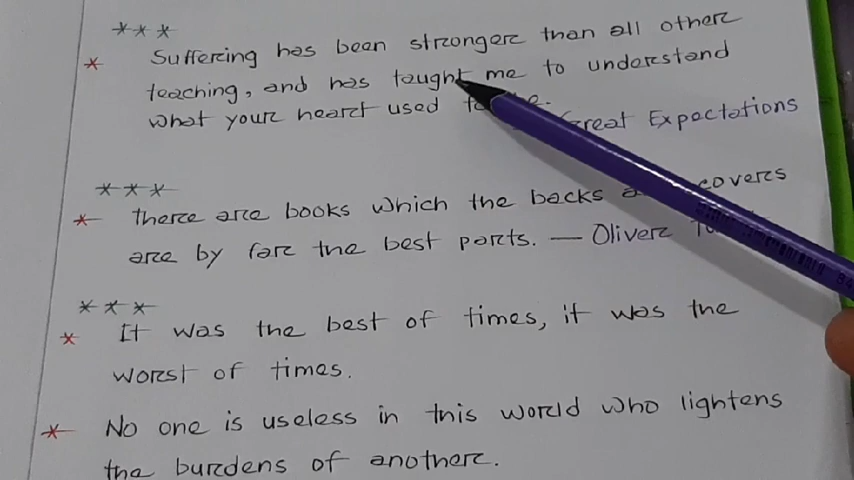 ***
* Suffering has been stronger than all other
teaching, and has taught me to understand
what your heart used
Great Expectations
***
* there are books which the backs covers
are by far the best parts. — Oliver
***
* It was the best of times, it was the
worst of times.
* No one is useless in this world who lightens
the burdens of another.